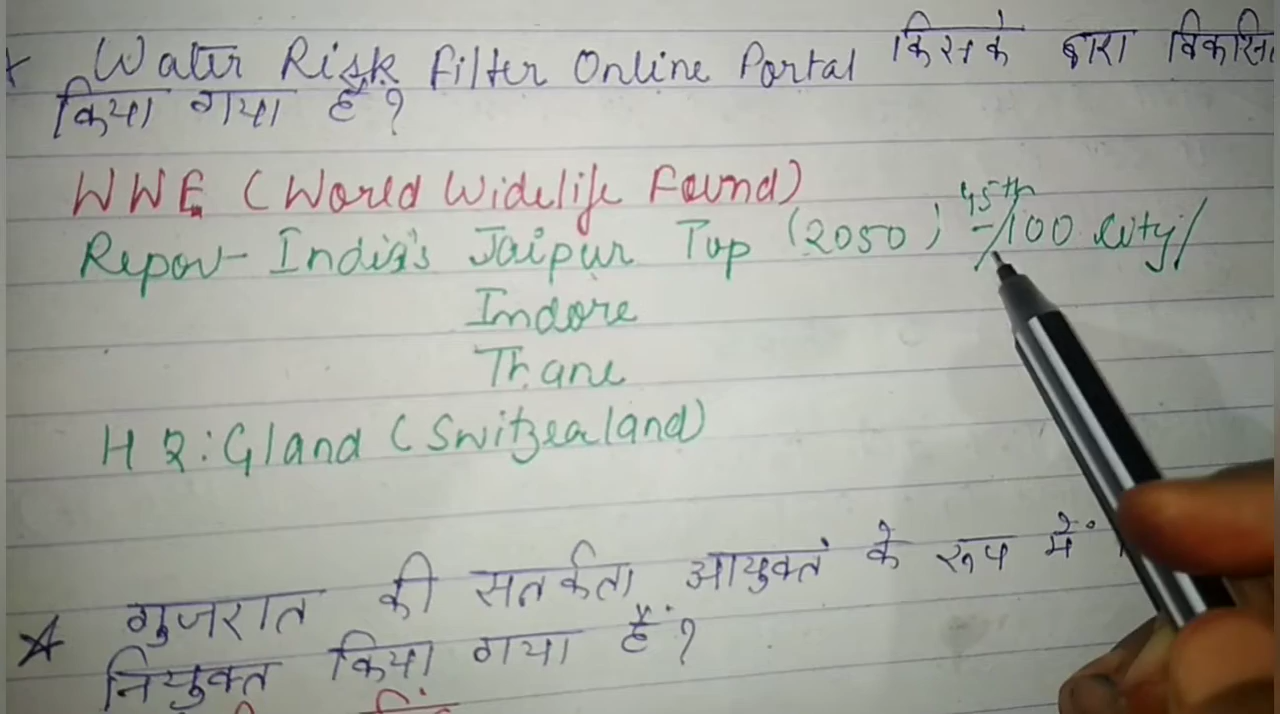 Water Risk Filter Online Portal किसके द्वारा विकसित
किया गया है?
WWF (World Widelife Found)
Repor- India's Jaipur Top (2050) 45th -/100 City/
Indore
Thane
H Q : Gland (Switzealand)
☆ गुजरात की सतर्कता आयुक्तं के रूप में
नियुक्त किया गया है?